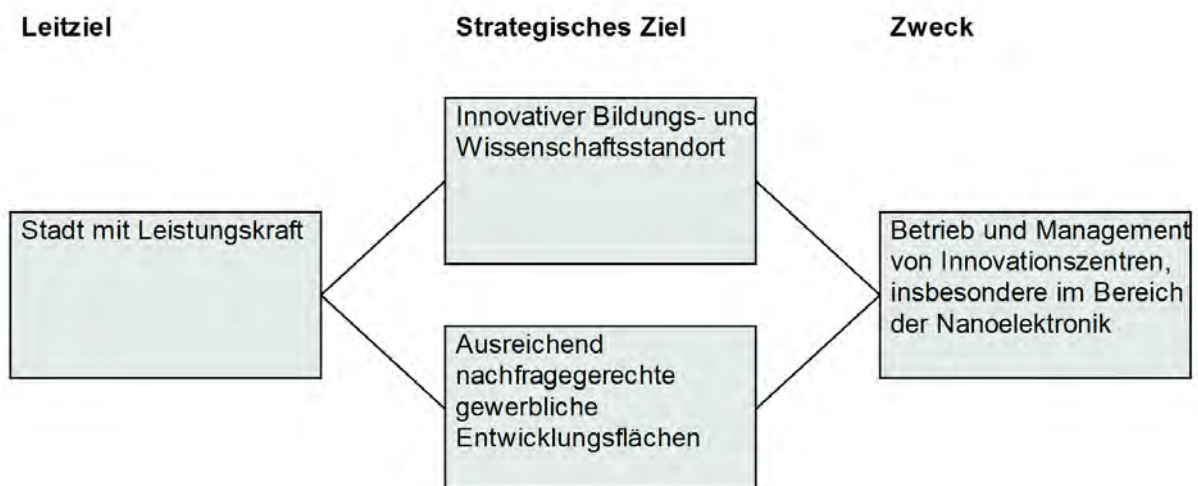 Leitziel
Strategisches Ziel
Zweck
Stadt mit Leistungskraft
Innovativer Bildungs- und
Wissenschaftsstandort
Ausreichend
nachfragegerechte
gewerbliche
Entwicklungsflächen
Betrieb und Management
von Innovationszentren,
insbesondere im Bereich
der Nanoelektronik